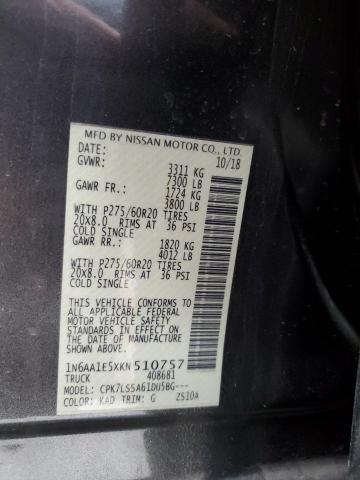 MFD BY NISSAN MOTOR CO., LTD.
DATE: 10/18
GVWR: 3311 KG
7300 LB
GAWR FR.: 1724 KG
3800 LB
WITH P275/60R20 TIRES
20X8.0 RIMS AT 36 PSI
COLD SINGLE
GAWR RR.: 1820 KG
4012 LB
WITH P275/60R20 TIRES
20X8.0 RIMS AT 36 PSI
COLD SINGLE
THIS VEHICLE CONFORMS TO
ALL APPLICABLE FEDERAL
MOTOR VEHICLE SAFETY
STANDARDS IN EFFECT ON
THE DATE OF MANUFACTURE
SHOWN ABOVE.
1N6AA1E5XKN510757
TRUCK 408681
MODEL: CPK7LSSA61DU5BG---
COLOR: KAD TRIM: G 2S10A